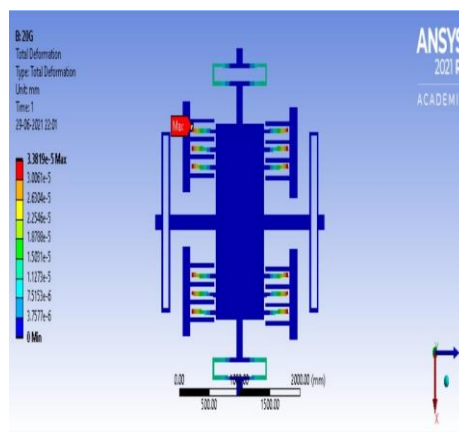 B: 20G
Total Deformation
Type: Total Deformation
Unit: mm
Time: 1
29-06-2021 22:01
3.3819e-5 Max
3.0061e-5
2.6304e-5
2.2546e-5
1.8788e-5
1.5031e-5
1.1273e-5
7.5153e-6
3.7577e-6
0 Min
Max
ANSYS
2021 R
ACADEMIC
0.00
1000.00
2000.00 (mm)
500.00
1500.00
X